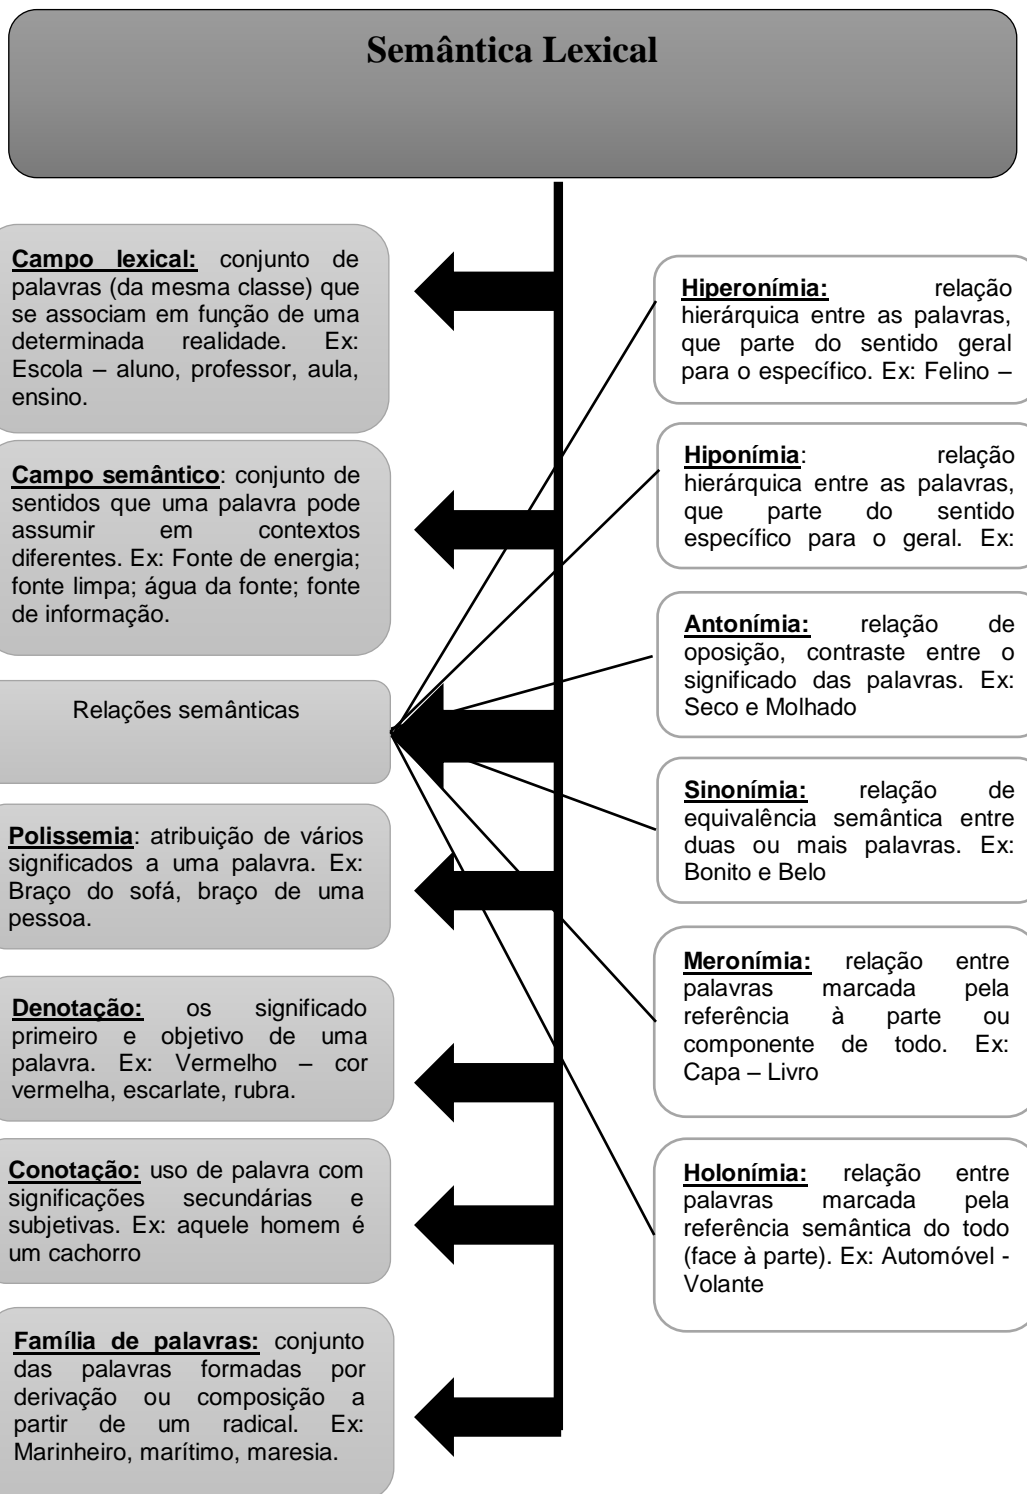 Semântica Lexical
Campo lexical: conjunto de
palavras (da mesma classe) que
se associam em função de uma
determinada realidade. Ex:
Escola – aluno, professor, aula,
ensino.
Campo semântico: conjunto de
sentidos que uma palavra pode
assumir em contextos
diferentes. Ex: Fonte de energia;
fonte limpa; água da fonte; fonte
de informação.
Relações semânticas
Polissemia: atribuição de vários
significados a uma palavra. Ex:
Braço do sofá, braço de uma
pessoa.
Denotação: os significado
primeiro e objetivo de uma
palavra. Ex: Vermelho – cor
vermelha, escarlate, rubra.
Conotação: uso de palavra com
significações secundárias e
subjetivas. Ex: aquele homem é
um cachorro
Família de palavras: conjunto
das palavras formadas por
derivação ou composição a
partir de um radical. Ex:
Marinheiro, marítimo, maresia.
Hiperonímia: relação
hierárquica entre as palavras,
que parte do sentido geral
para o específico. Ex: Felino –
Hiponímia: relação
hierárquica entre as palavras,
que parte do sentido
específico para o geral. Ex:
Antonímia: relação de
oposição, contraste entre o
significado das palavras. Ex:
Seco e Molhado
Sinonímia: relação de
equivalência semântica entre
duas ou mais palavras. Ex:
Bonito e Belo
Meronímia: relação entre
palavras marcada pela
referência à parte ou
componente de todo. Ex:
Capa – Livro
Holonímia: relação entre
palavras marcada pela
referência semântica do todo
(face à parte). Ex: Automóvel -
Volante